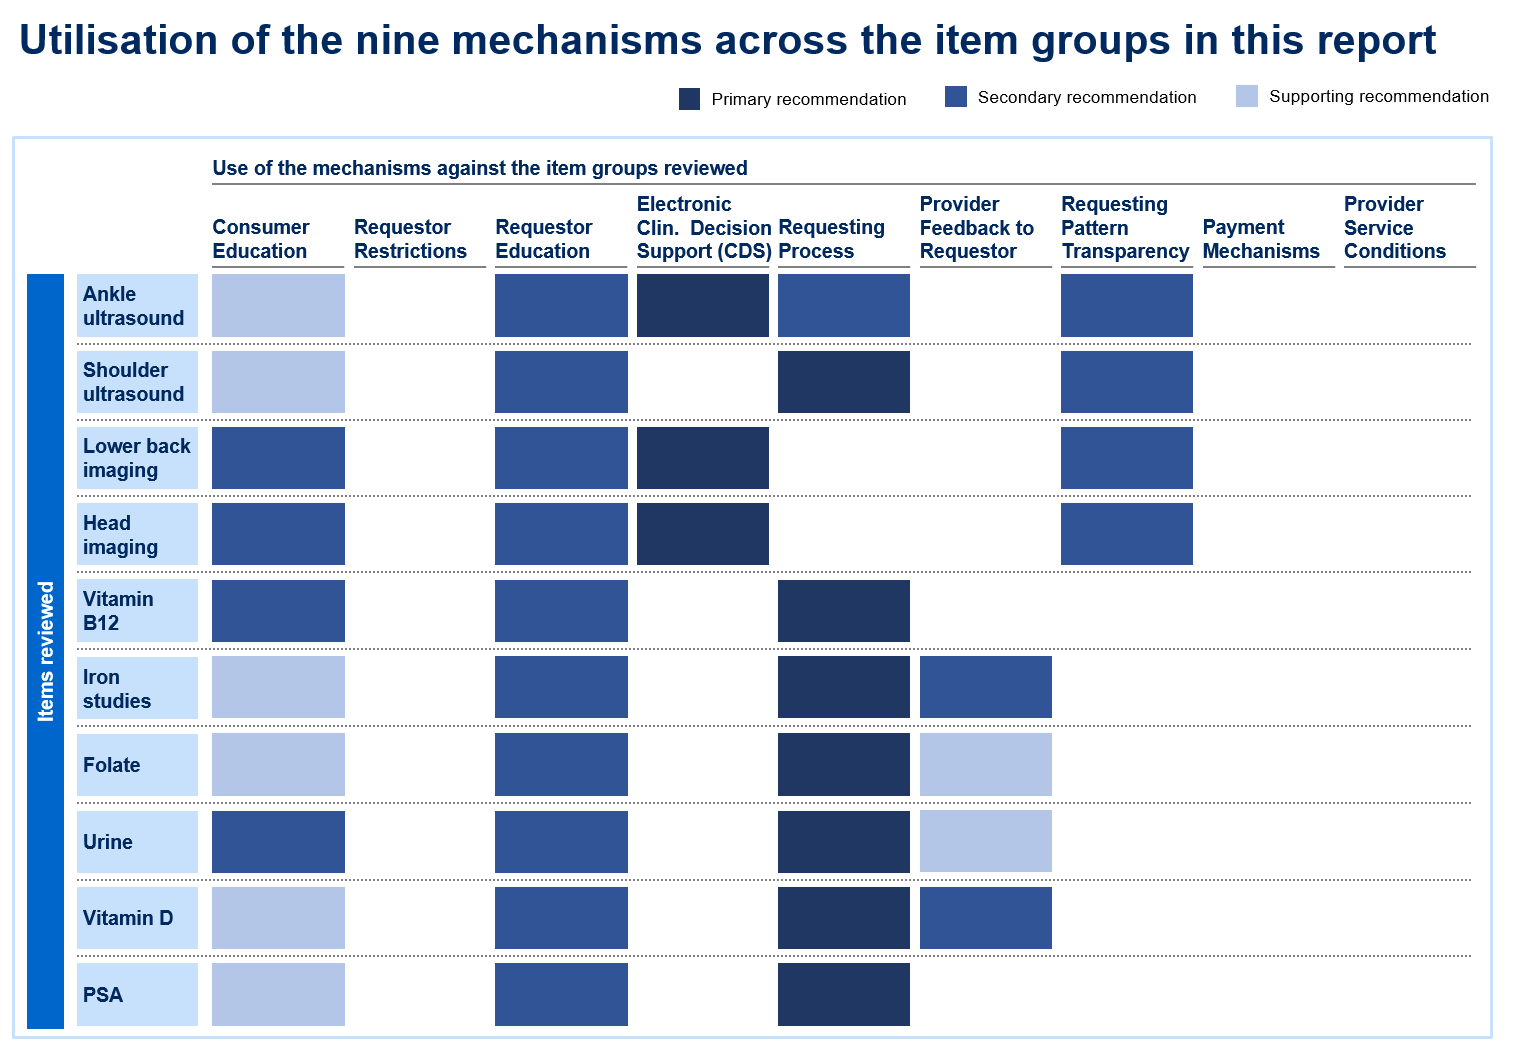 Utilisation of the nine mechanisms across the item groups in this report
Primary recommendation
Secondary recommendation
Supporting recommendation
Use of the mechanisms against the item groups reviewed
Consumer
Education
Requestor
Restrictions
Requestor
Education
Electronic
Clin. Decision
Support (CDS)
Requesting
Process
Provider
Feedback to
Requestor
Requesting
Pattern
Transparency
Payment
Mechanisms
Provider
Service
Conditions
Items reviewed
Ankle
ultrasound
Shoulder
ultrasound
Lower back
imaging
Head
imaging
Vitamin
B12
Iron
studies
Folate
Urine
Vitamin D
PSA